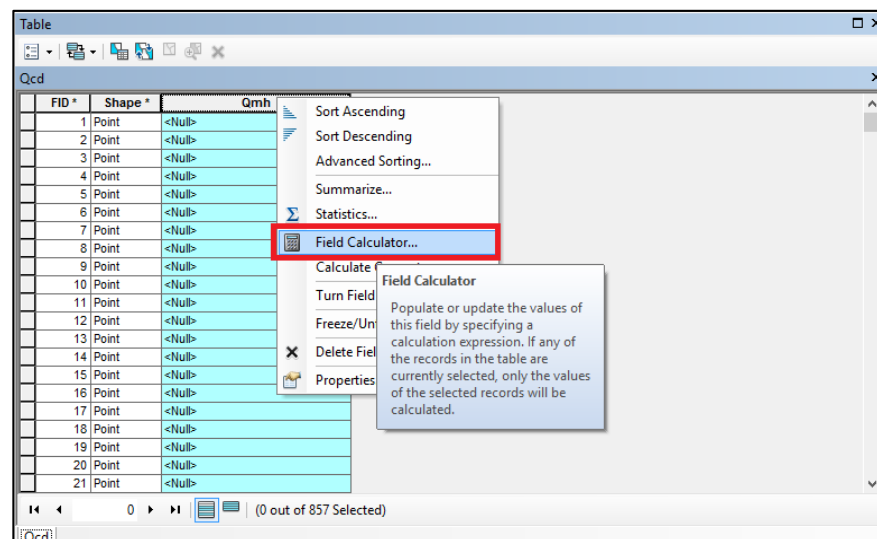 Table
Qcd
FID * Shape * Qmh
1 Point <Null>
2 Point <Null>
3 Point <Null>
4 Point <Null>
5 Point <Null>
6 Point <Null>
7 Point <Null>
8 Point <Null>
9 Point <Null>
10 Point <Null>
11 Point <Null>
12 Point <Null>
13 Point <Null>
14 Point <Null>
15 Point <Null>
16 Point <Null>
17 Point <Null>
18 Point <Null>
19 Point <Null>
20 Point <Null>
21 Point <Null>
Sort Ascending
Sort Descending
Advanced Sorting...
Summarize...
Σ Statistics...
Field Calculator...
Calculate
Turn Field
Freeze/Un
Delete Fiel
Properties
Field Calculator
Populate or update the values of
this field by specifying a
calculation expression. If any of
the records in the table are
currently selected, only the values
of the selected records will be
calculated.
0 (0 out of 857 Selected)
Qcd